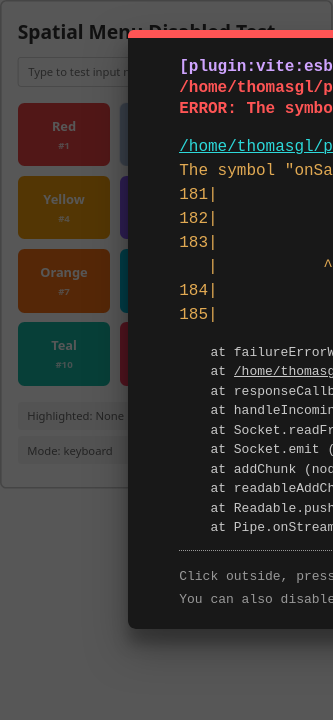 Spatial Menu Disabled Test
Type to test input
Red
#1
Yellow
#4
Orange
#7
Teal
#10
Highlighted: None
Mode: keyboard
[plugin:vite:esb
/home/thomasgl/p
ERROR: The symbo
/home/thomasgl/p
The symbol "onSa
181|
182|
183|
| ^
184|
185|
at failureErrorW
at /home/thomasg
at responseCallb
at handleIncomin
at Socket.readFr
at Socket.emit (
at addChunk (nod
at readableAddCh
at Readable.push
at Pipe.onStream
Click outside, press
You can also disable